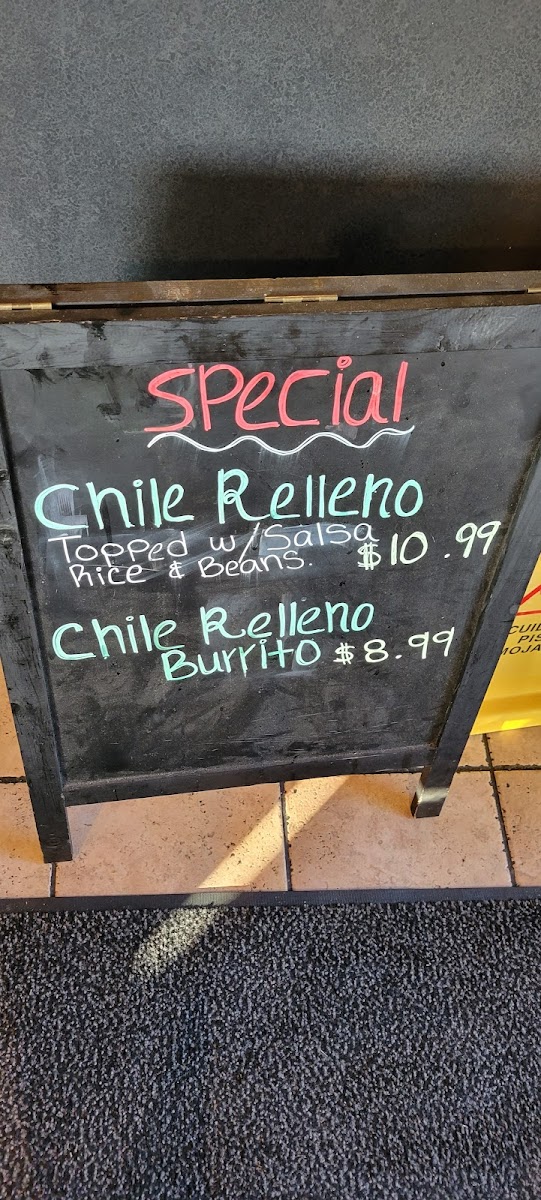 Special
Chile Relleno
Topped w/ Salsa
Rice & Beans. $10.99
Chile Relleno
Burrito $8.99